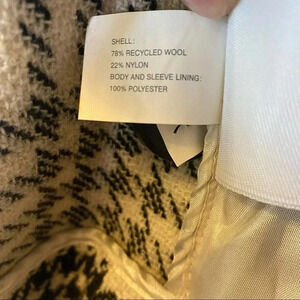 SHELL:
78% RECYCLED WOOL
22% NYLON
BODY AND SLEEVE LINING:
100% POLYESTER